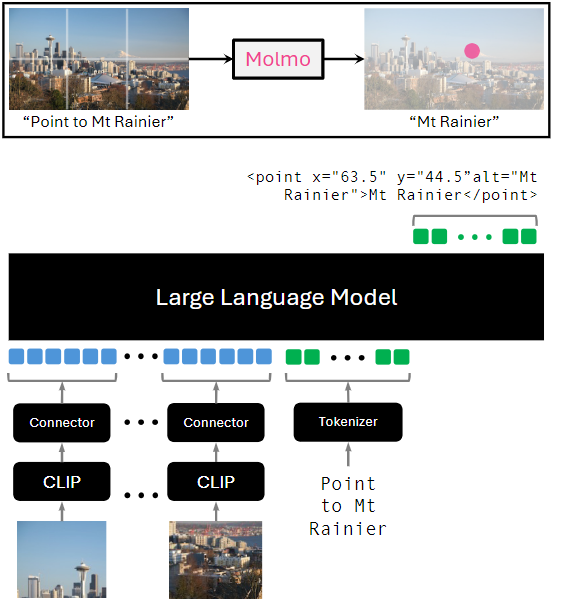 Molmo
“Point to Mt Rainier”
“Mt Rainier”
<point x="63.5" y="44.5”alt="Mt
Rainier">Mt Rainier</point>
Large Language Model
Connector
Connector
Tokenizer
CLIP
CLIP
Point
to Mt
Rainier